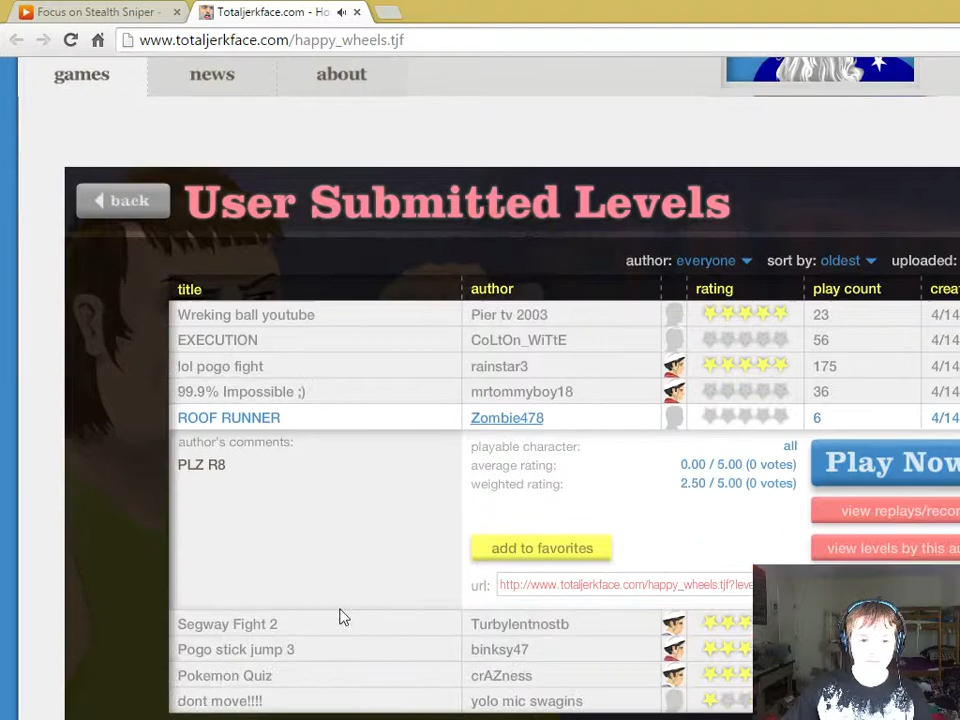 Focus on Stealth Sniper -
Totaljerkface.com - Ho
www.totaljerkface.com/happy_wheels.tjf
games news about
back User Submitted Levels
author: everyone sort by: oldest uploaded:
title author rating play count
Wreking ball youtube Pier tv 2003 23 4/14
EXECUTION CoLtOn_WiTtE 56 4/14
lol pogo fight rainstar3 175 4/14
99.9% Impossible ;) mrtommyboy18 36 4/14
ROOF RUNNER Zombie478 6 4/14
author's comments: playable character: all
PLZ R8 average rating: 0.00 / 5.00 (0 votes) Play Now
weighted rating: 2.50 / 5.00 (0 votes)
view replays/recor
add to favorites view levels by this au
url: http://www.totaljerkface.com/happy_wheels.tjf?leve
Segway Fight 2 Turbylentnostb
Pogo stick jump 3 binksy47
Pokemon Quiz crAZness
dont move!!!! yolo mic swagins